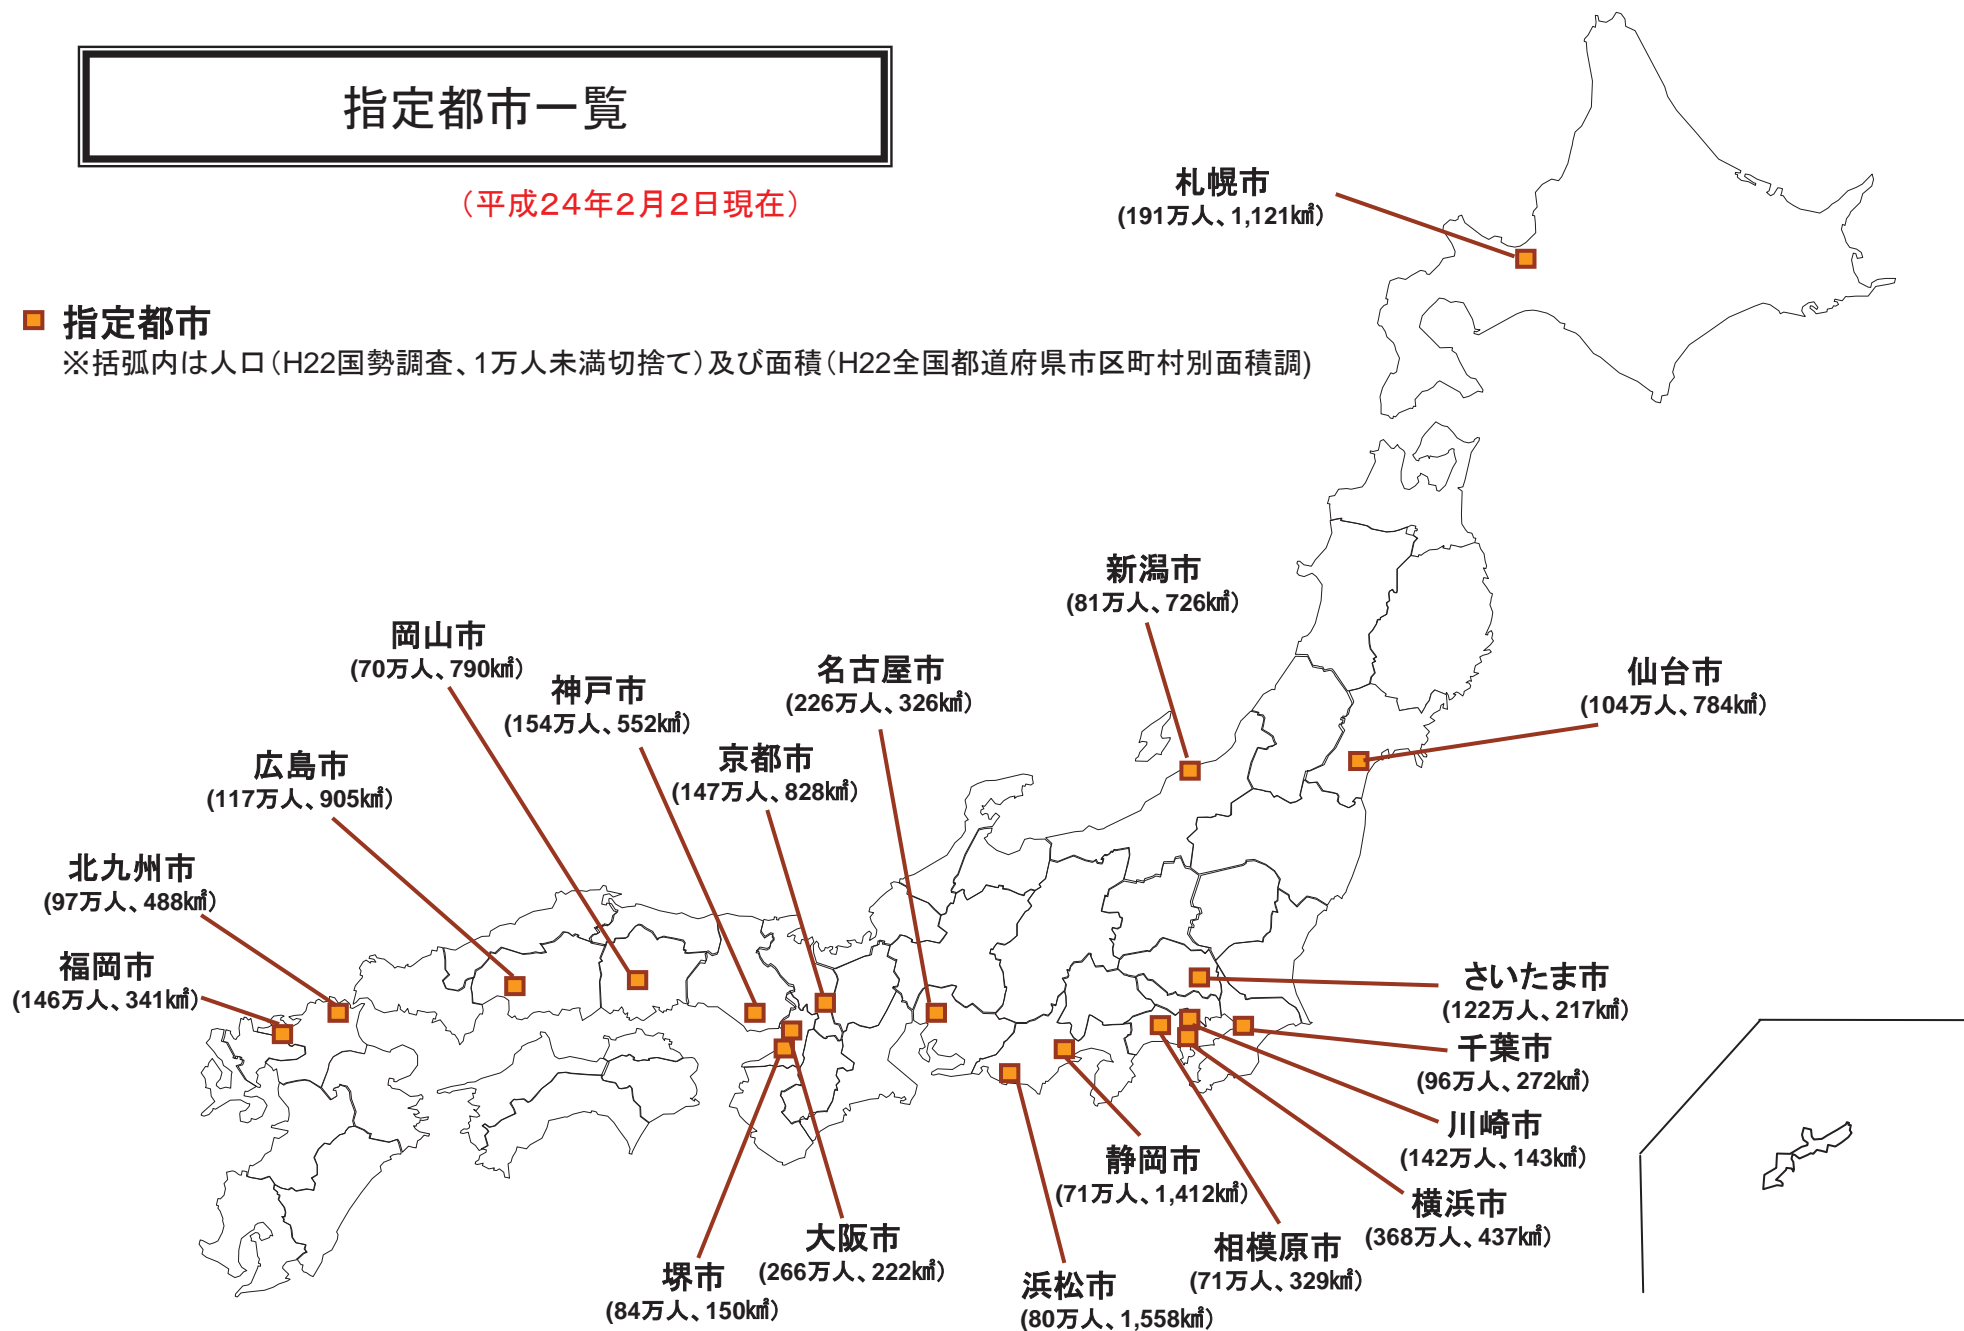 指定都市一覧
（平成24年2月2日現在）
指定都市
※括弧内は人口（H22国勢調査、1万人未満切捨て）及び面積（H22全国都道府県市区町村別面積調)
札幌市
(191万人、1,121k㎡)
新潟市
(81万人、726k㎡)
仙台市
(104万人、784k㎡)
岡山市
(70万人、790k㎡)
神戸市
(154万人、552k㎡)
名古屋市
(226万人、326k㎡)
京都市
(147万人、828k㎡)
広島市
(117万人、905k㎡)
北九州市
(97万人、488k㎡)
福岡市
(146万人、341k㎡)
さいたま市
(122万人、217k㎡)
千葉市
(96万人、272k㎡)
川崎市
(142万人、143k㎡)
横浜市
(368万人、437k㎡)
静岡市
(71万人、1,412k㎡)
相模原市
(71万人、329k㎡)
大阪市
(266万人、222k㎡)
堺市
(84万人、150k㎡)
浜松市
(80万人、1,558k㎡)